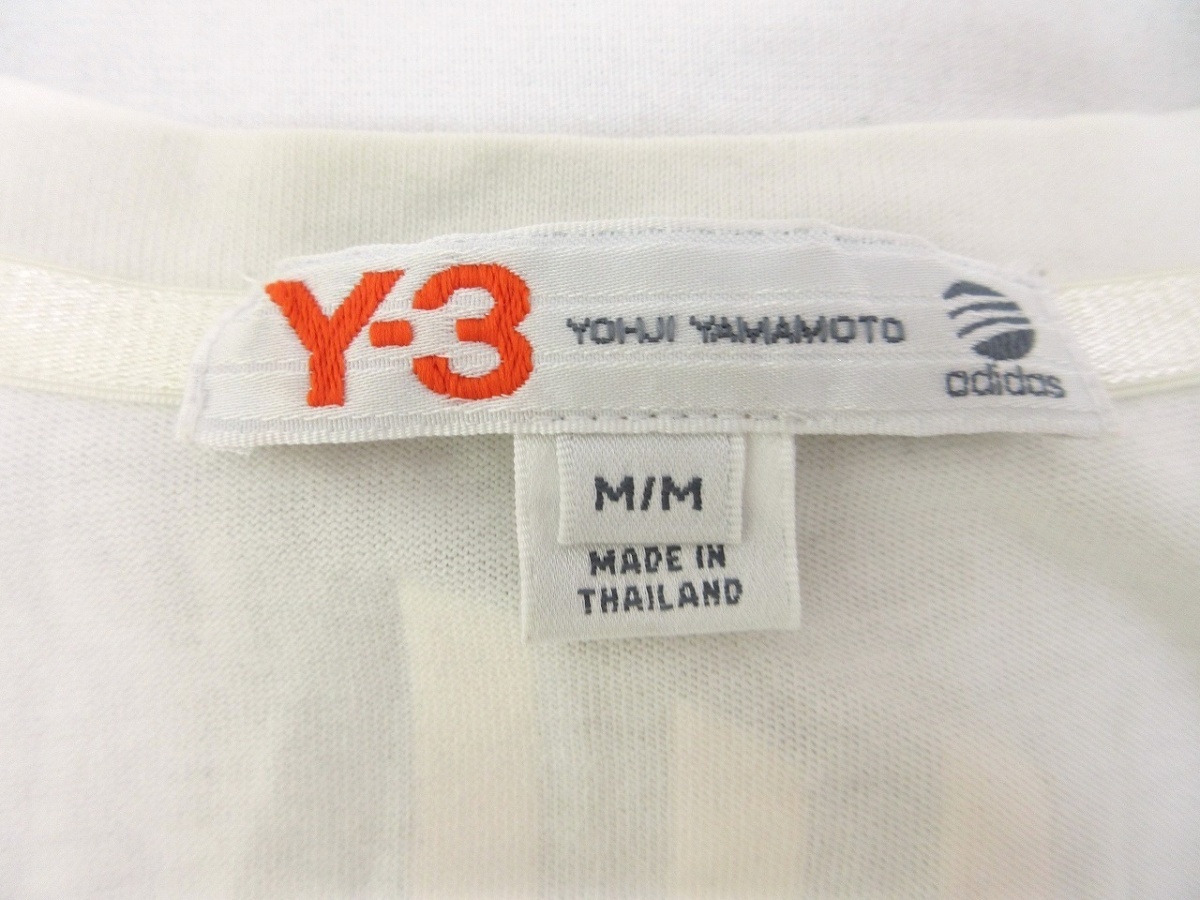 Y-3 YOHJI YAMAMOTO adidas
M/M
MADE IN
THAILAND